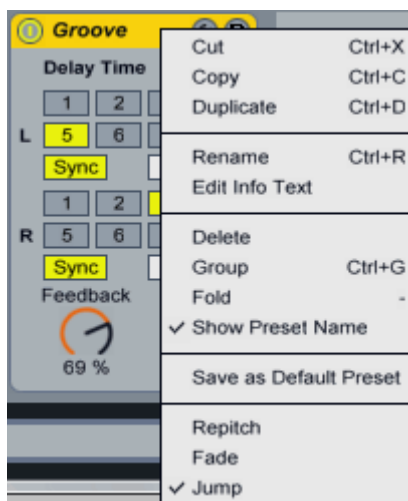 Groove
Delay Time
1 2
L 5 6
Sync
1 2
R 5 6
Sync
Feedback
69 %
Cut Ctrl+X
Copy Ctrl+C
Duplicate Ctrl+D
Rename Ctrl+R
Edit Info Text
Delete
Group Ctrl+G
Fold -
✓ Show Preset Name
Save as Default Preset
Repitch
Fade
✓ Jump